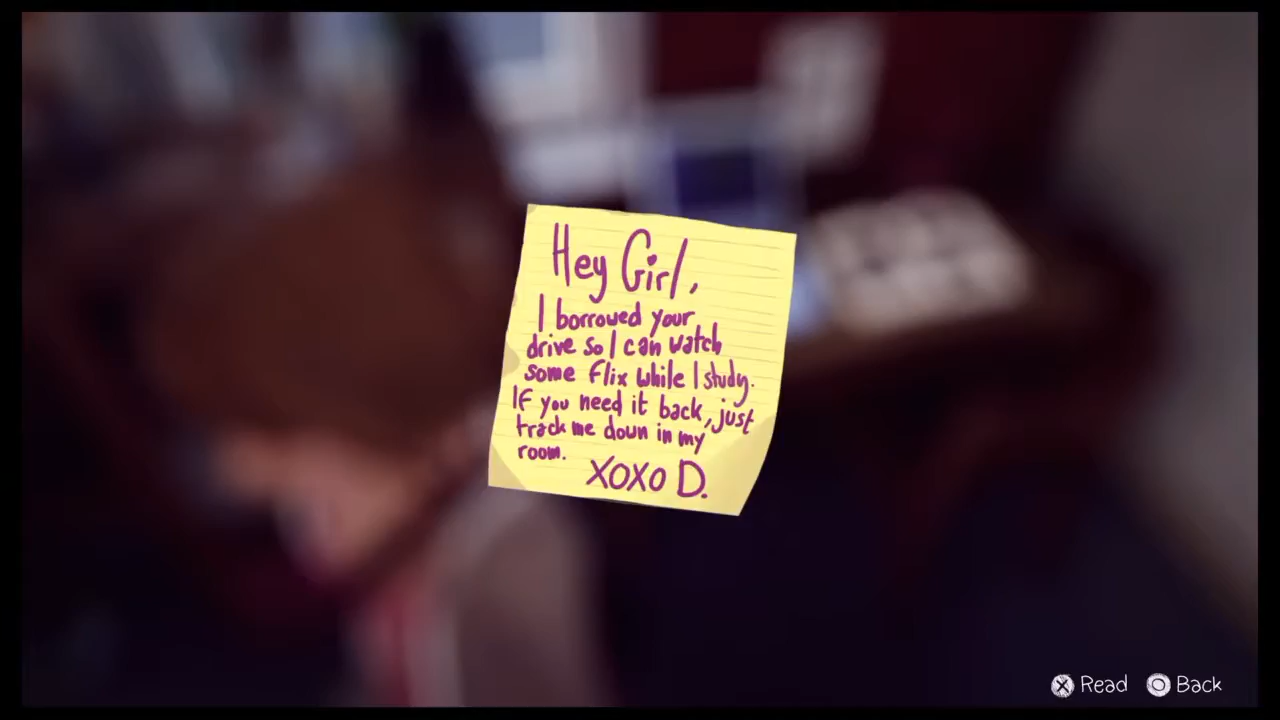 Hey Girl,
I borrowed your
drive so I can watch
some flix while I study.
If you need it back, just
track me down in my
room.
XOXO D.
Read Back